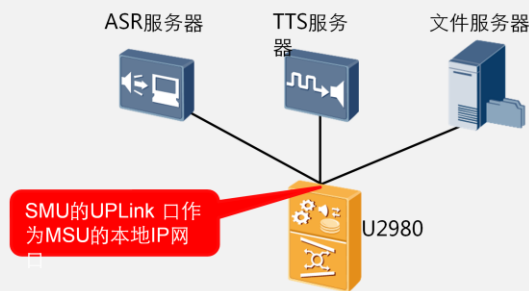 ASR服务器
TTS服务
器
文件服务器
SMU的UPLink 口作
为MSU的本地IP网
口
U2980